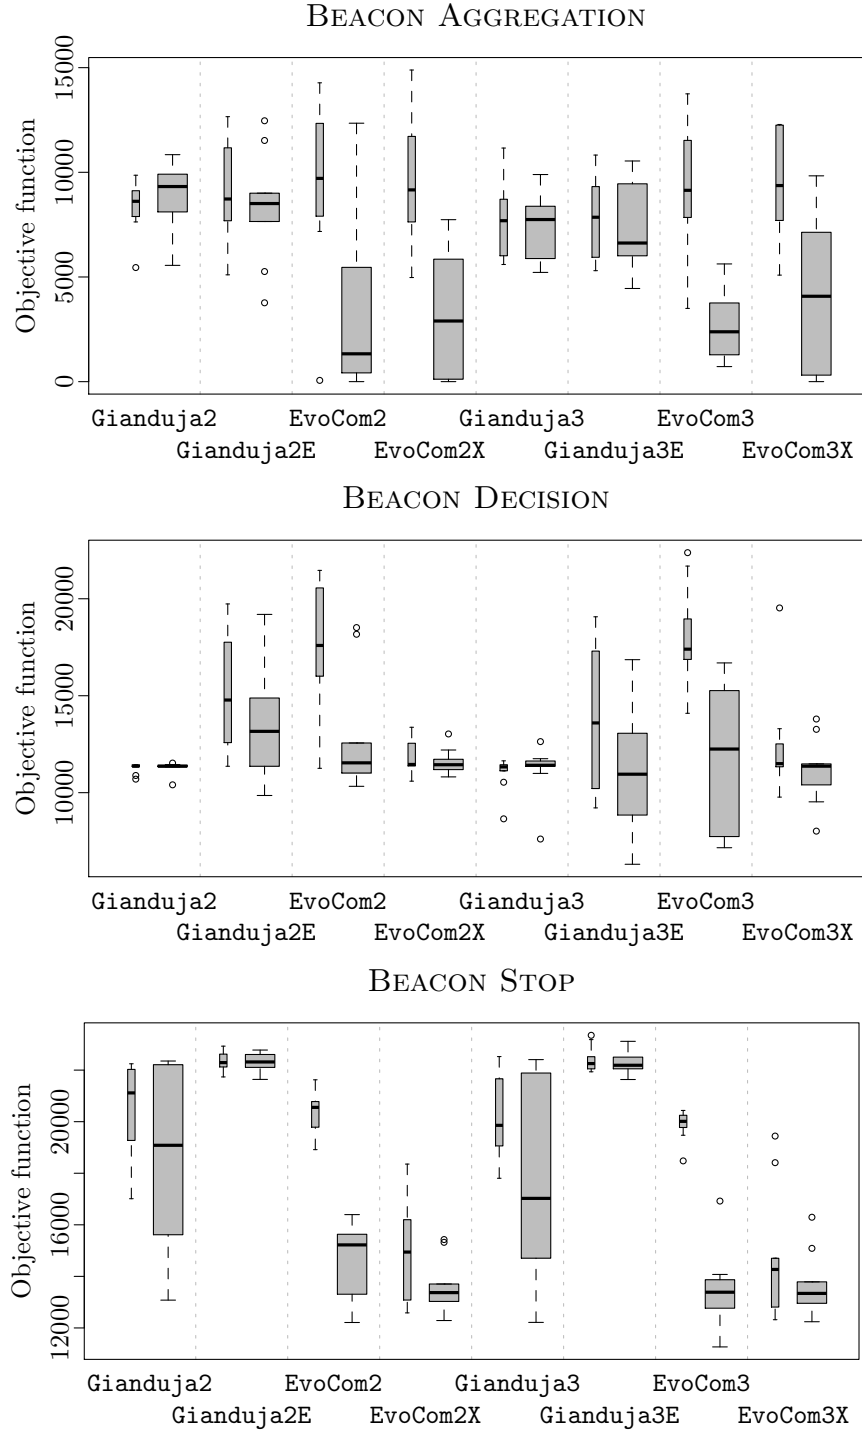 BEACON AGGREGATION
Objective function
15000
10000
5000
0
Gianduja2 EvoCom2 Gianduja3 EvoCom3
Gianduja2E EvoCom2X Gianduja3E EvoCom3X
BEACON DECISION
Objective function
20000
15000
10000
Gianduja2 EvoCom2 Gianduja3 EvoCom3
Gianduja2E EvoCom2X Gianduja3E EvoCom3X
BEACON STOP
Objective function
20000
16000
12000
Gianduja2 EvoCom2 Gianduja3 EvoCom3
Gianduja2E EvoCom2X Gianduja3E EvoCom3X